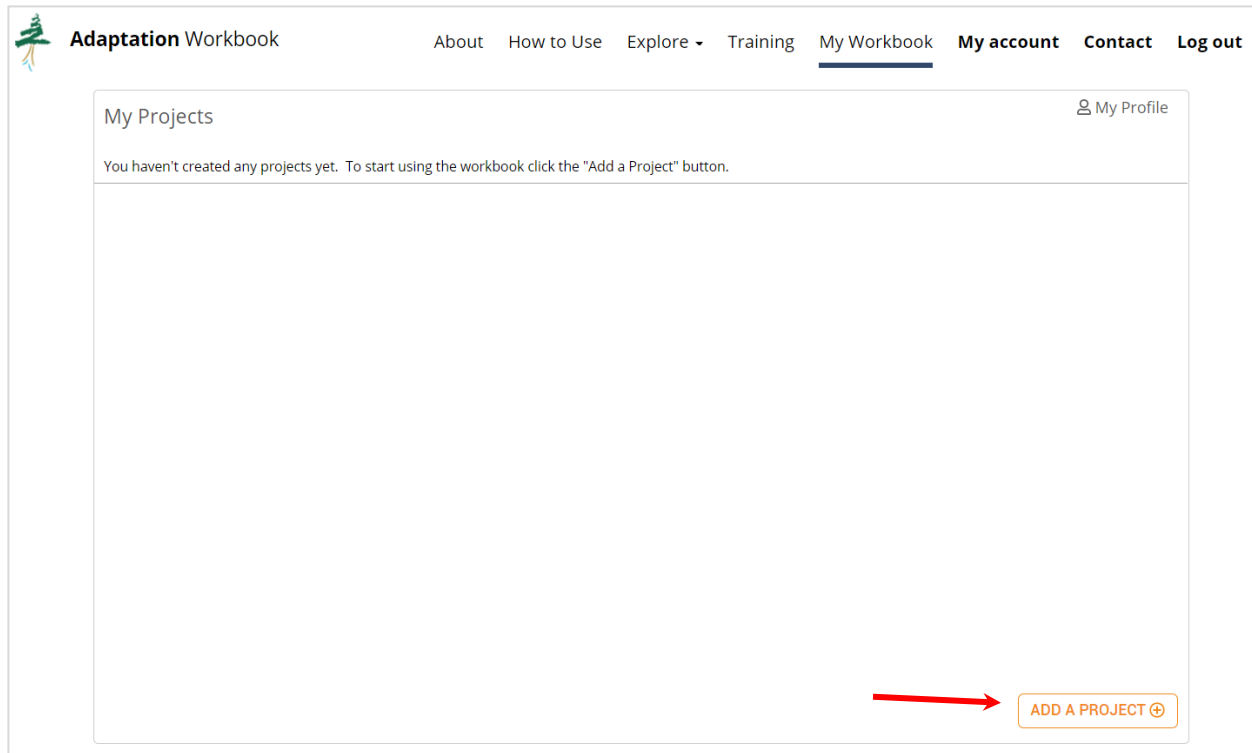 Adaptation Workbook
About How to Use Explore Training My Workbook My account Contact Log out
My Projects
My Profile
You haven't created any projects yet. To start using the workbook click the "Add a Project" button.
ADD A PROJECT